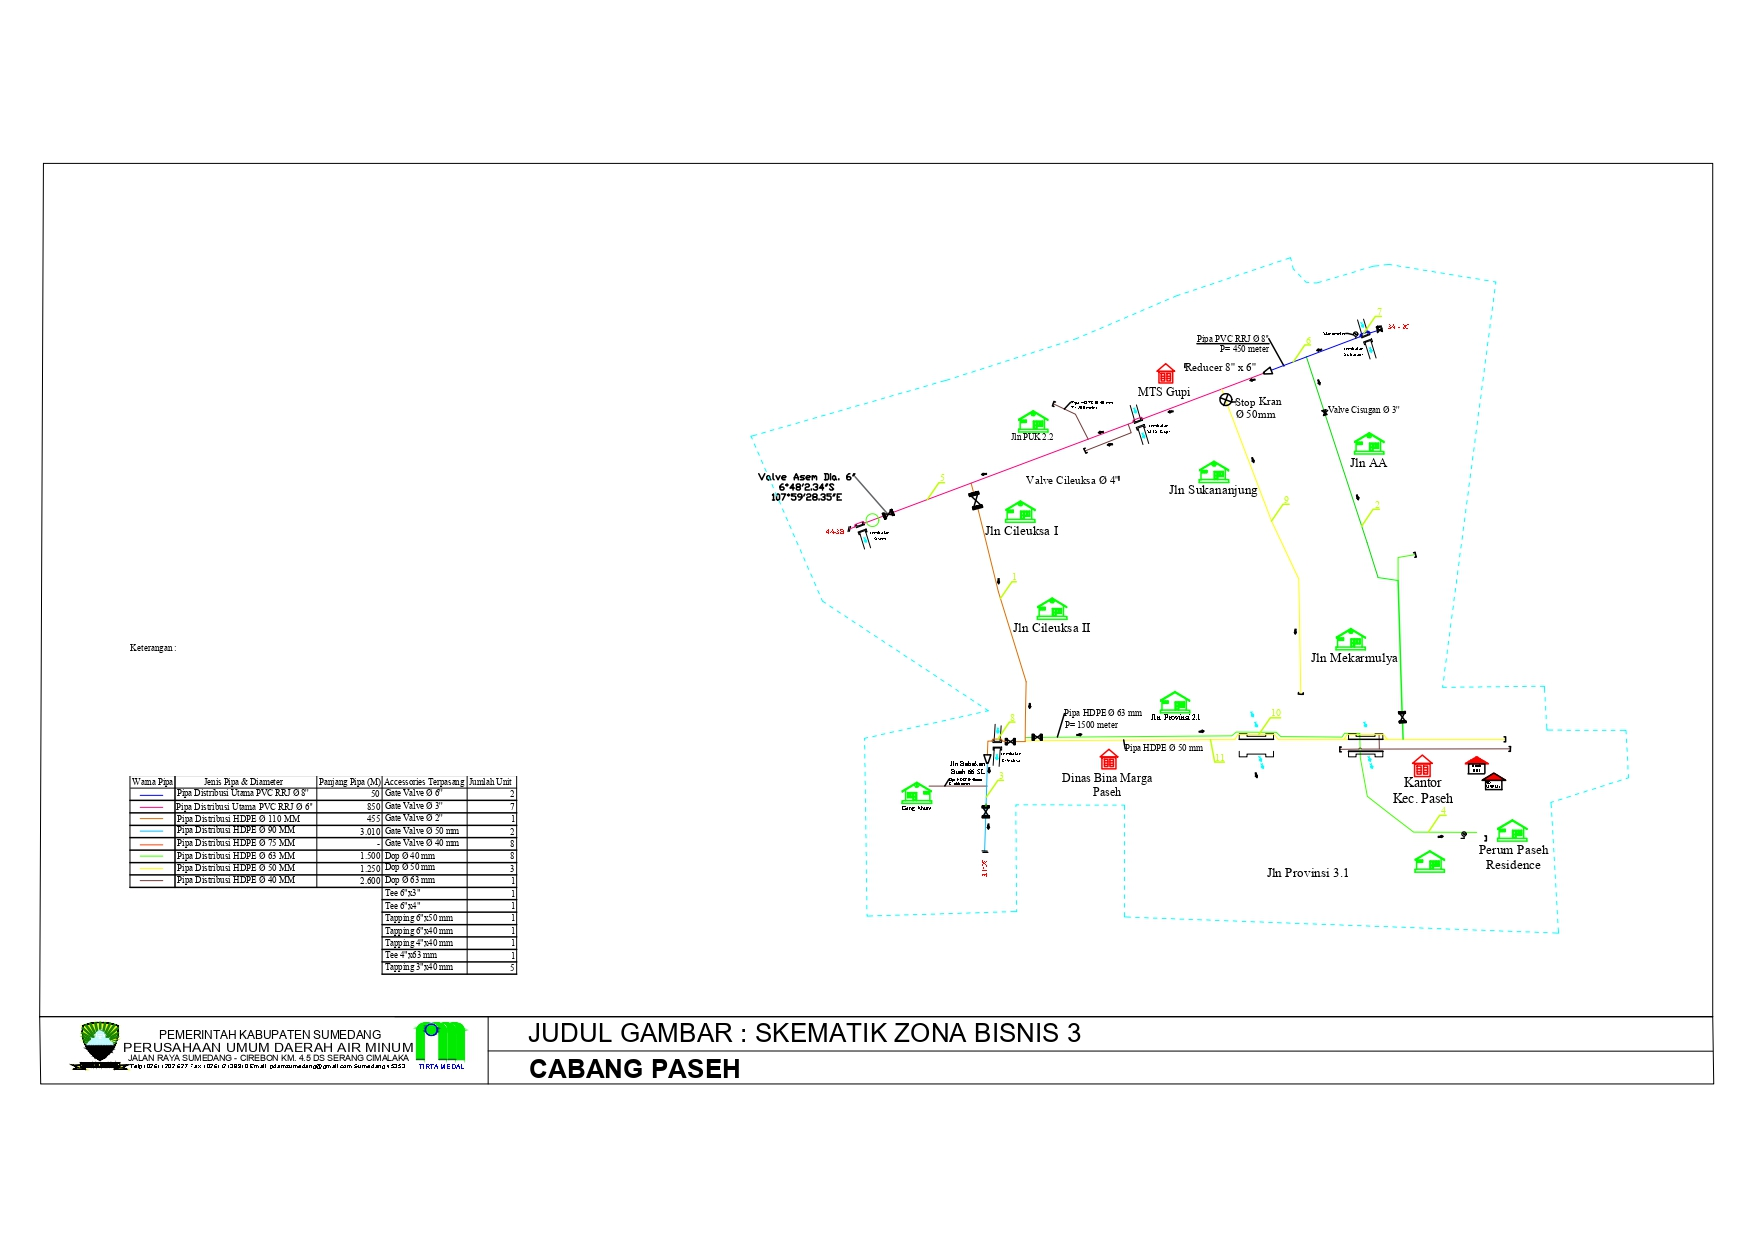 7
3A - 3C
Pipa PVC RRJ Ø 8"
P= 450 meter
6
Reducer 8" x 6"
MTS Gupi
Stop Kran
Ø 50mm
Valve Cisugan Ø 3"
Jln PUK 2.2
Jln AA
Valve Asem Dia. 6"
6°48'2.34"S
107°59'28.35"E
5
Valve Cileuksa Ø 4"
Jln Sukananjung
9
2
Jln Cileuksa I
1
Jln Cileuksa II
Jln Mekarmulya
Keterangan :
Pipa HDPE Ø 63 mm
P= 1500 meter
Jln Provinsi 2.1
10
8
Pipa HDPE Ø 50 mm
11
Dinas Bina Marga
Paseh
3
Kantor
Kec. Paseh
4
Perum Paseh
Residence
Jln Provinsi 3.1
Warna Pipa Jenis Pipa & Diameter Panjang Pipa (M) Accessories Terpasang Jumlah Unit
Pipa Distribusi Utama PVC RRJ Ø 8" 50 Gate Valve Ø 6" 2
Pipa Distribusi Utama PVC RRJ Ø 6" 850 Gate Valve Ø 3" 7
Pipa Distribusi HDPE Ø 110 MM 455 Gate Valve Ø 2" 1
Pipa Distribusi HDPE Ø 90 MM 3.010 Gate Valve Ø 50 mm 2
Pipa Distribusi HDPE Ø 75 MM - Gate Valve Ø 40 mm 8
Pipa Distribusi HDPE Ø 63 MM 1.500 Dop Ø 40 mm 8
Pipa Distribusi HDPE Ø 50 MM 1.250 Dop Ø 50 mm 3
Pipa Distribusi HDPE Ø 40 MM 2.600 Dop Ø 63 mm 1
Tee 6"x3" 1
Tee 6"x4" 1
Tapping 6"x50 mm 1
Tapping 6"x40 mm 1
Tapping 4"x40 mm 1
Tee 4"x63 mm 1
Tapping 3"x40 mm 5
PEMERINTAH KABUPATEN SUMEDANG
PERUSAHAAN UMUM DAERAH AIR MINUM
JALAN RAYA SUMEDANG - CIREBON KM. 4.5 DS SERANG CIMALAKA
TIRTA MEDAL
JUDUL GAMBAR : SKEMATIK ZONA BISNIS 3
CABANG PASEH